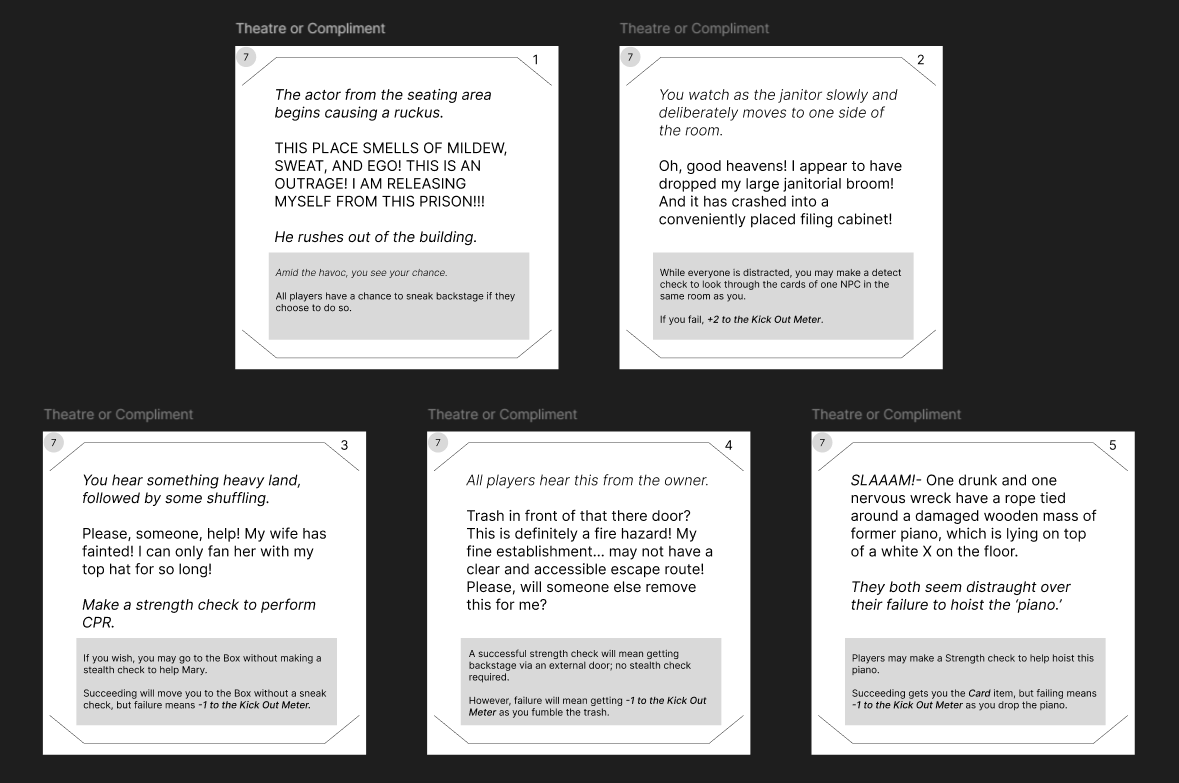 Theatre or Compliment
7
1
The actor from the seating area
begins causing a ruckus.
THIS PLACE SMELLS OF MILDEW,
SWEAT, AND EGO! THIS IS AN
OUTRAGE! I AM RELEASING
MYSELF FROM THIS PRISON!!!
He rushes out of the building.
Amid the havoc, you see your chance.
All players have a chance to sneak backstage if they
choose to do so.
Theatre or Compliment
7
2
You watch as the janitor slowly and
deliberately moves to one side of
the room.
Oh, good heavens! I appear to have
dropped my large janitorial broom!
And it has crashed into a
conveniently placed filing cabinet!
While everyone is distracted, you may make a detect
check to look through the cards of one NPC in the
same room as you.
If you fail, +2 to the Kick Out Meter.
Theatre or Compliment
7
3
You hear something heavy land,
followed by some shuffling.
Please, someone, help! My wife has
fainted! I can only fan her with my
top hat for so long!
Make a strength check to perform
CPR.
If you wish, you may go to the Box without making a
stealth check to help Mary.
Succeeding will move you to the Box without a sneak
check, but failure means -1 to the Kick Out Meter.
Theatre or Compliment
7
4
All players hear this from the owner.
Trash in front of that there door?
This is definitely a fire hazard! My
fine establishment... may not have a
clear and accessible escape route!
Please, will someone else remove
this for me?
A successful strength check will mean getting
backstage via an external door; no stealth check
required.
However, failure will mean getting -1 to the Kick Out
Meter as you fumble the trash.
Theatre or Compliment
7
5
SLAAAM!- One drunk and one
nervous wreck have a rope tied
around a damaged wooden mass of
former piano, which is lying on top
of a white X on the floor.
They both seem distraught over
their failure to hoist the ‘piano.’
Players may make a Strength check to help hoist this
piano.
Succeeding gets you the Card item, but failing means
-1 to the Kick Out Meter as you drop the piano.